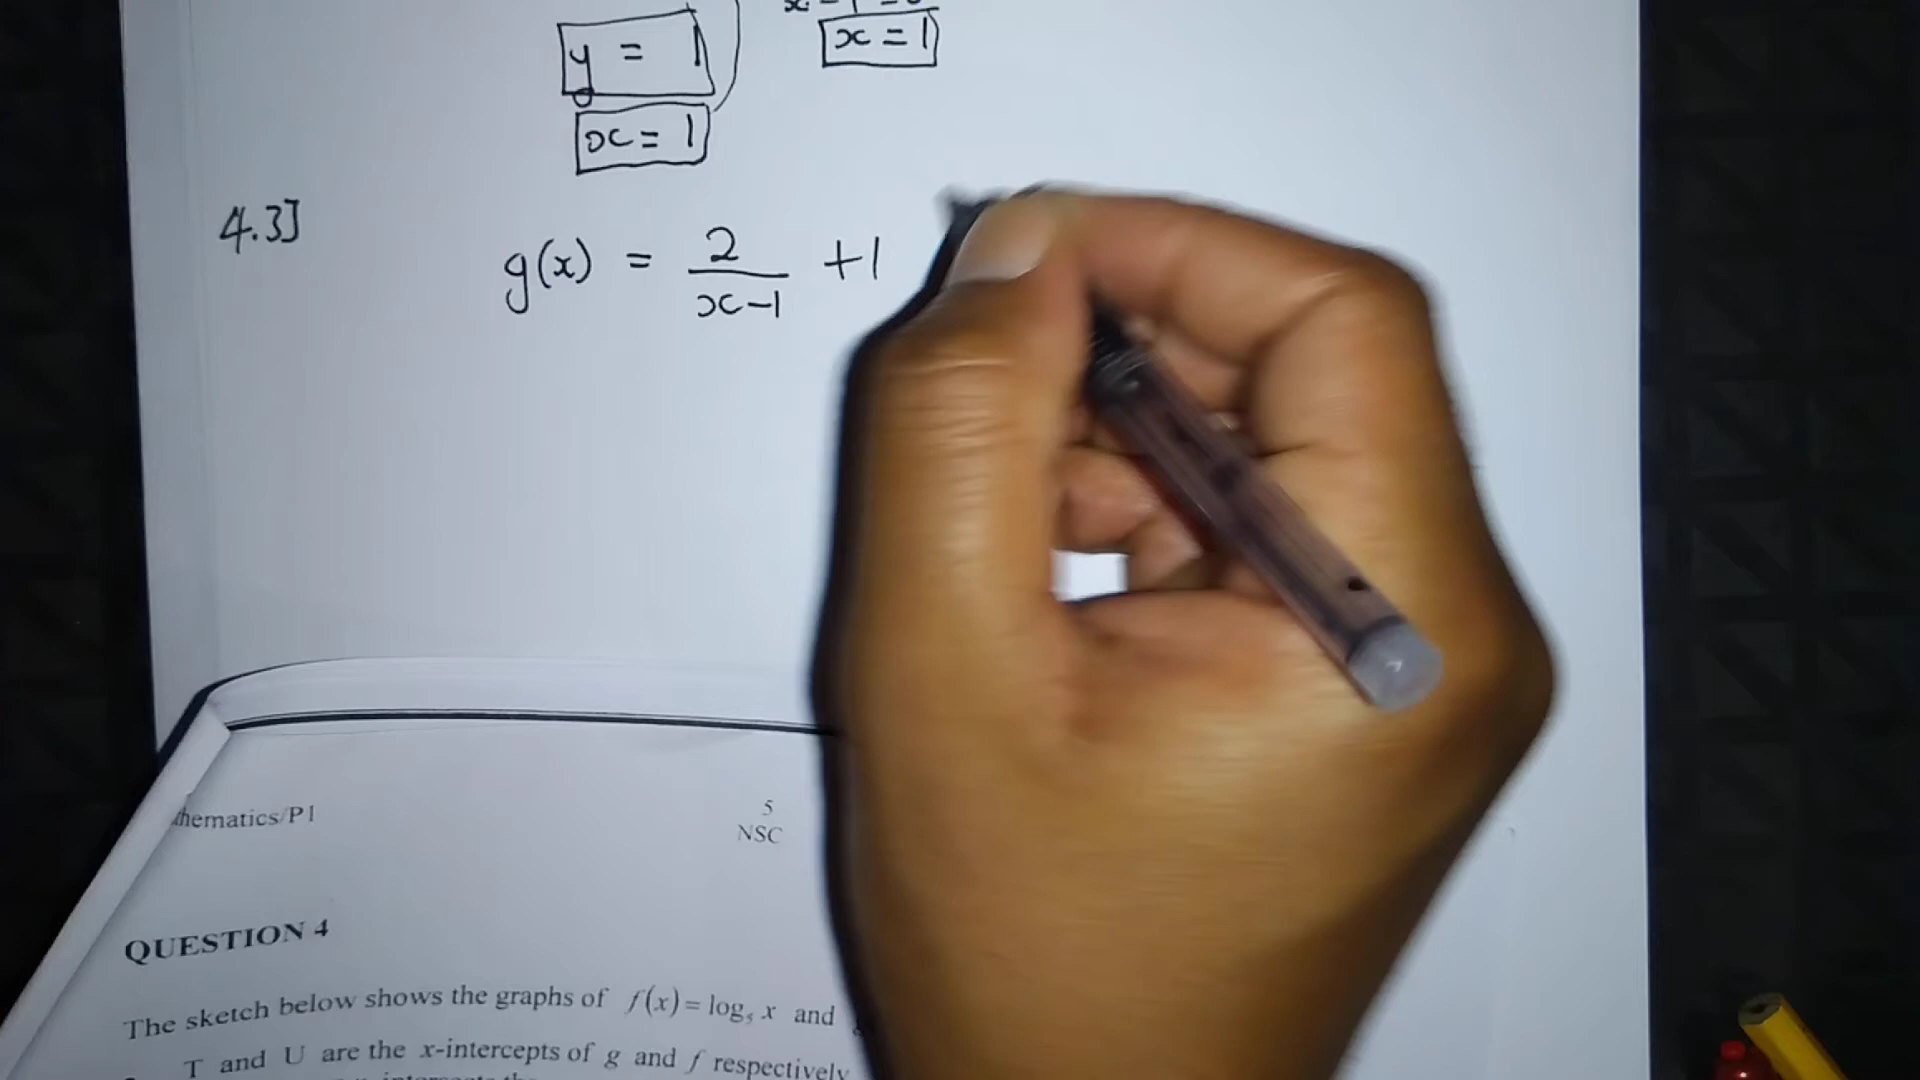 y = 1
x = 1
x = 1
4.3]
g(x) = 2/(x-1) +1
thematics/P1
5
NSC
QUESTION 4
The sketch below shows the graphs of f(x) = log₅ x and
T and U are the x-intercepts of g and f respectively